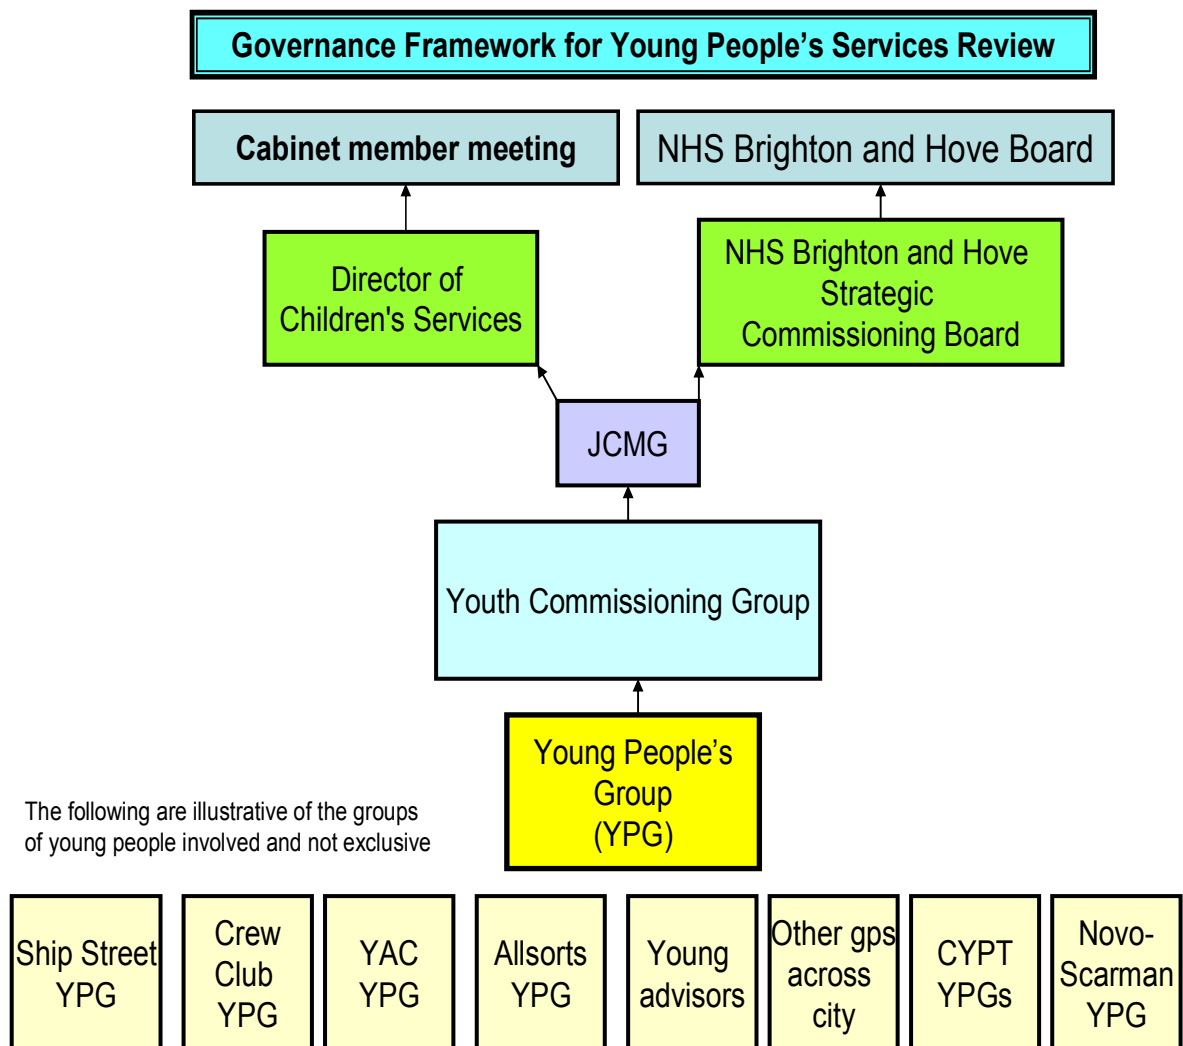 Governance Framework for Young People’s Services Review
Cabinet member meeting
NHS Brighton and Hove Board
Director of
Children's Services
NHS Brighton and Hove
Strategic
Commissioning Board
JCMG
Youth Commissioning Group
Young People’s
Group
(YPG)
The following are illustrative of the groups
of young people involved and not exclusive
Ship Street
YPG
Crew
Club
YPG
YAC
YPG
Allsorts
YPG
Young
advisors
Other gps
across
city
CYPT
YPGs
Novo-
Scarman
YPG